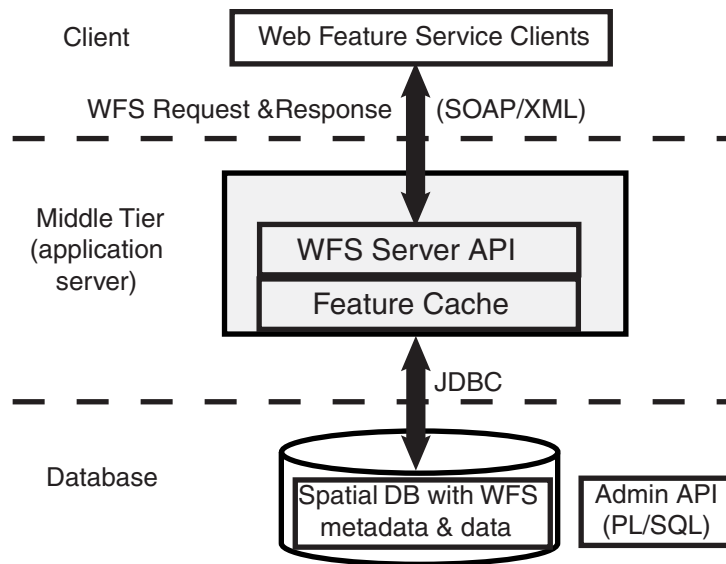 Client
Web Feature Service Clients
WFS Request &Response
(SOAP/XML)
Middle Tier
(application
server)
WFS Server API
Feature Cache
JDBC
Database
Spatial DB with WFS
metadata & data
Admin API
(PL/SQL)